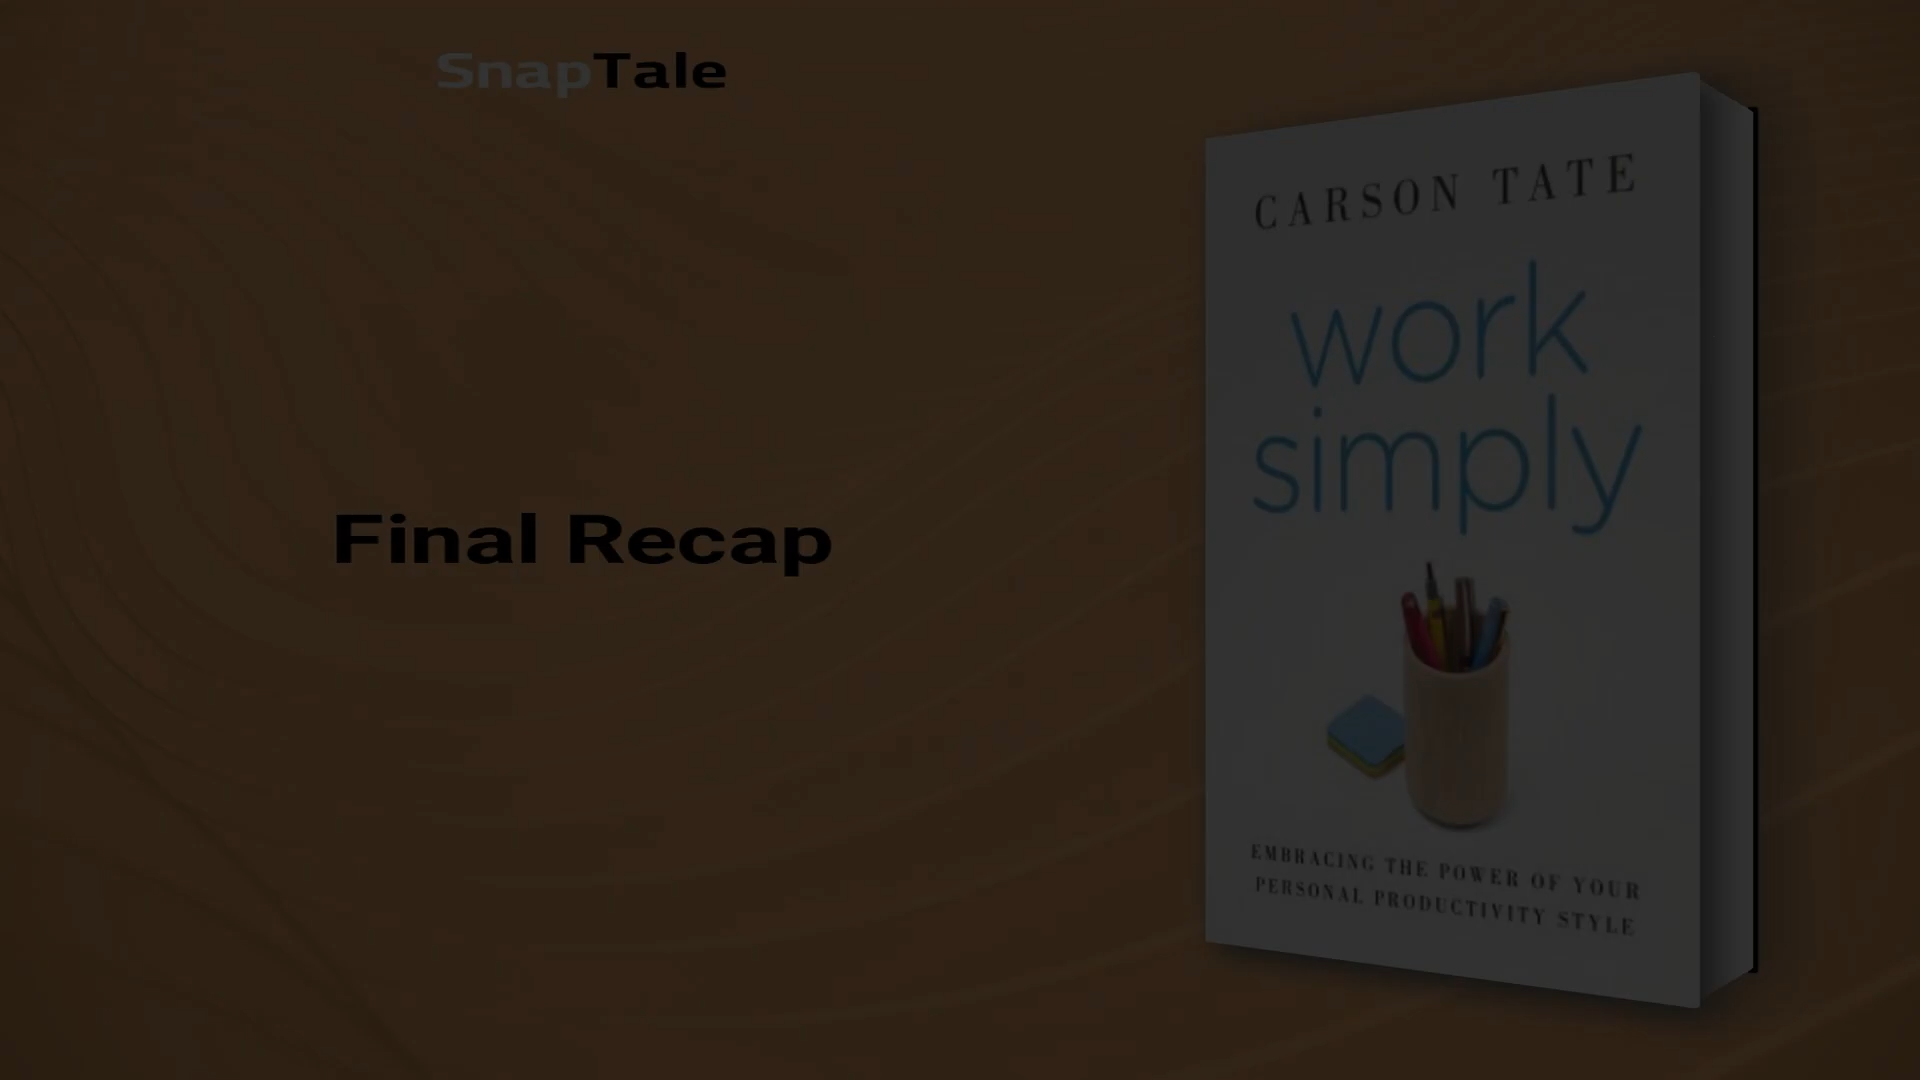 SnapTale
Final Recap
CARSON TATE
work
simply
EMBRACING THE POWER OF YOUR
PERSONAL PRODUCTIVITY STYLE